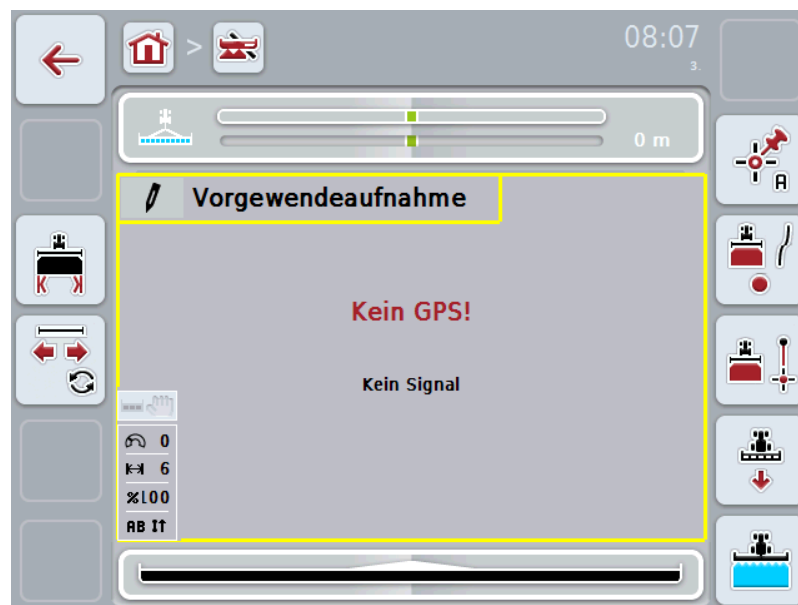 >
08:07
3.
0 m
A
Vorgewendeaufnahme
Kein GPS!
Kein Signal
0
6
%100
AB